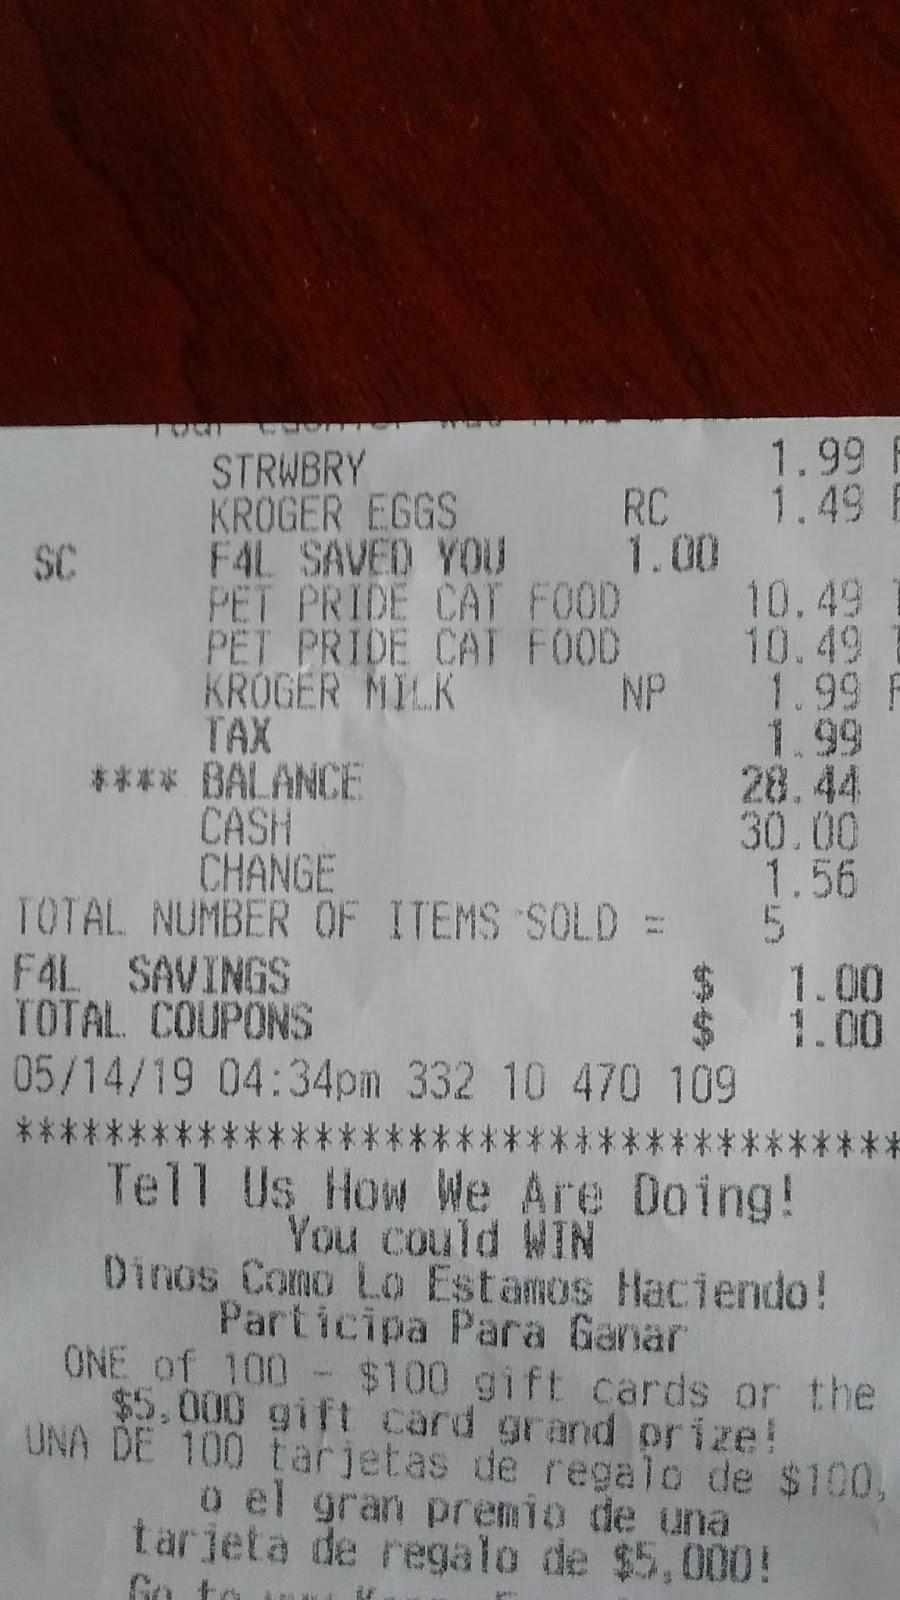 Your cashier was
STRWBRY 1.99 F
KROGER EGGS RC 1.49 F
SC F4L SAVED YOU 1.00
PET PRIDE CAT FOOD 10.49 T
PET PRIDE CAT FOOD 10.49 T
KROGER MILK NP 1.99 F
TAX 1.99
**** BALANCE 28.44
CASH 30.00
CHANGE 1.56
TOTAL NUMBER OF ITEMS SOLD = 5
F4L SAVINGS $ 1.00
TOTAL COUPONS $ 1.00
05/14/19 04:34pm 332 10 470 109
****************************************
Tell Us How We Are Doing!
You could WIN
Dinos Como Lo Estamos Haciendo!
Participa Para Ganar
ONE of 100 - $100 gift cards or the
$5,000 gift card grand prize!
UNA DE 100 tarjetas de regalo de $100,
o el gran premio de una
tarjeta de regalo de $5,000!
Go to